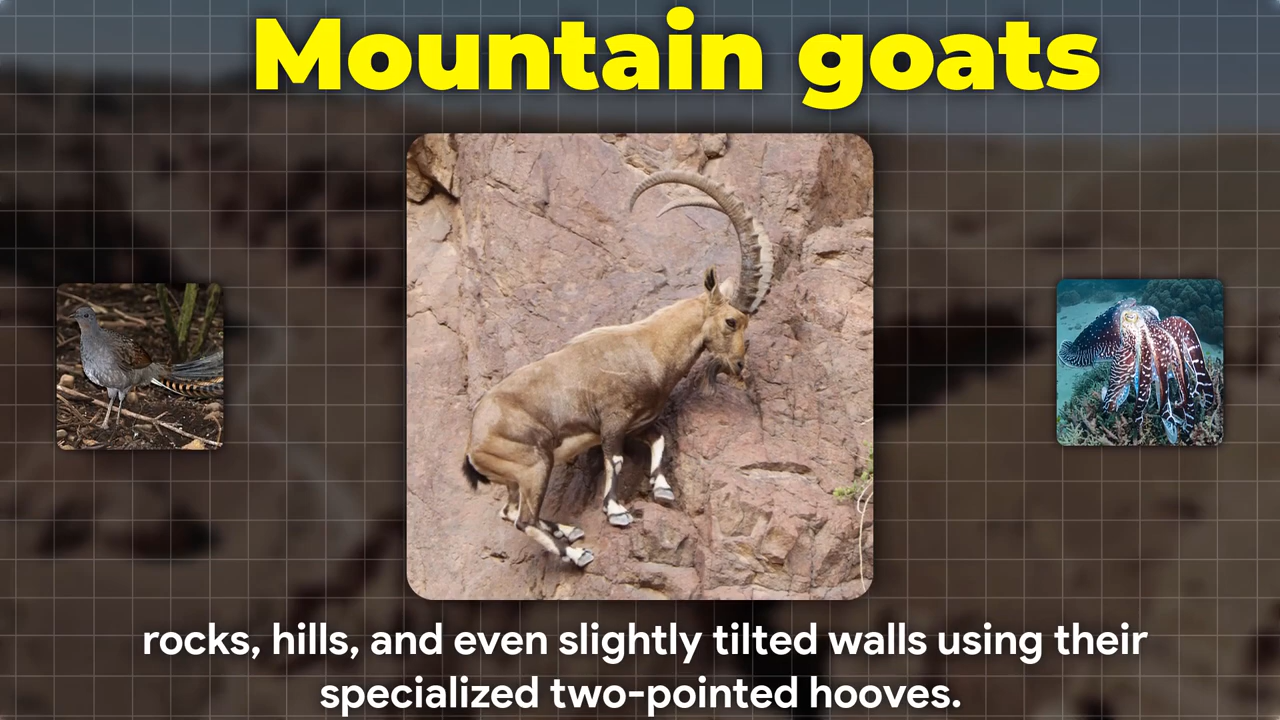 Mountain goats
rocks, hills, and even slightly tilted walls using their
specialized two-pointed hooves.